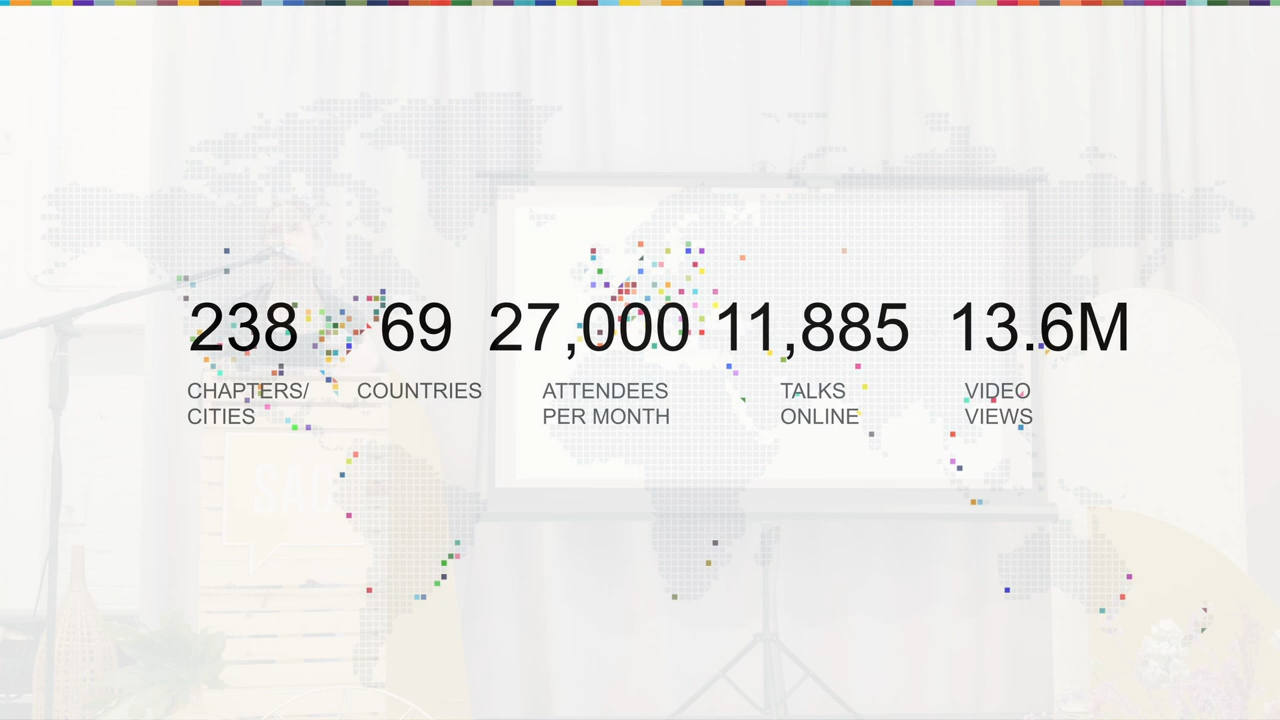 238 69 27,000 11,885 13.6M
CHAPTERS/ COUNTRIES ATTENDEES TALKS VIDEO
CITIES PER MONTH ONLINE VIEWS